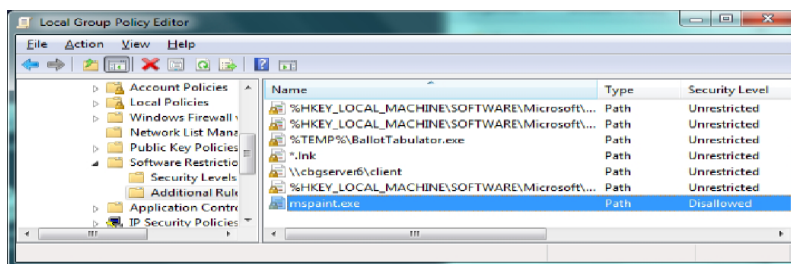 Local Group Policy Editor
File Action View Help
Account Policies
Local Policies
Windows Firewall
Network List Mana
Public Key Policies
Software Restrictio
Security Levels
Additional Rule
Application Contro
IP Security Policies
Name Type Security Level
%HKEY_LOCAL_MACHINE\SOFTWARE\Microsoft\... Path Unrestricted
%HKEY_LOCAL_MACHINE\SOFTWARE\Microsoft\... Path Unrestricted
%TEMP%\BallotTabulator.exe Path Unrestricted
*.lnk Path Unrestricted
\\cbgserver6\client Path Unrestricted
%HKEY_LOCAL_MACHINE\SOFTWARE\Microsoft\... Path Unrestricted
mspaint.exe Path Disallowed